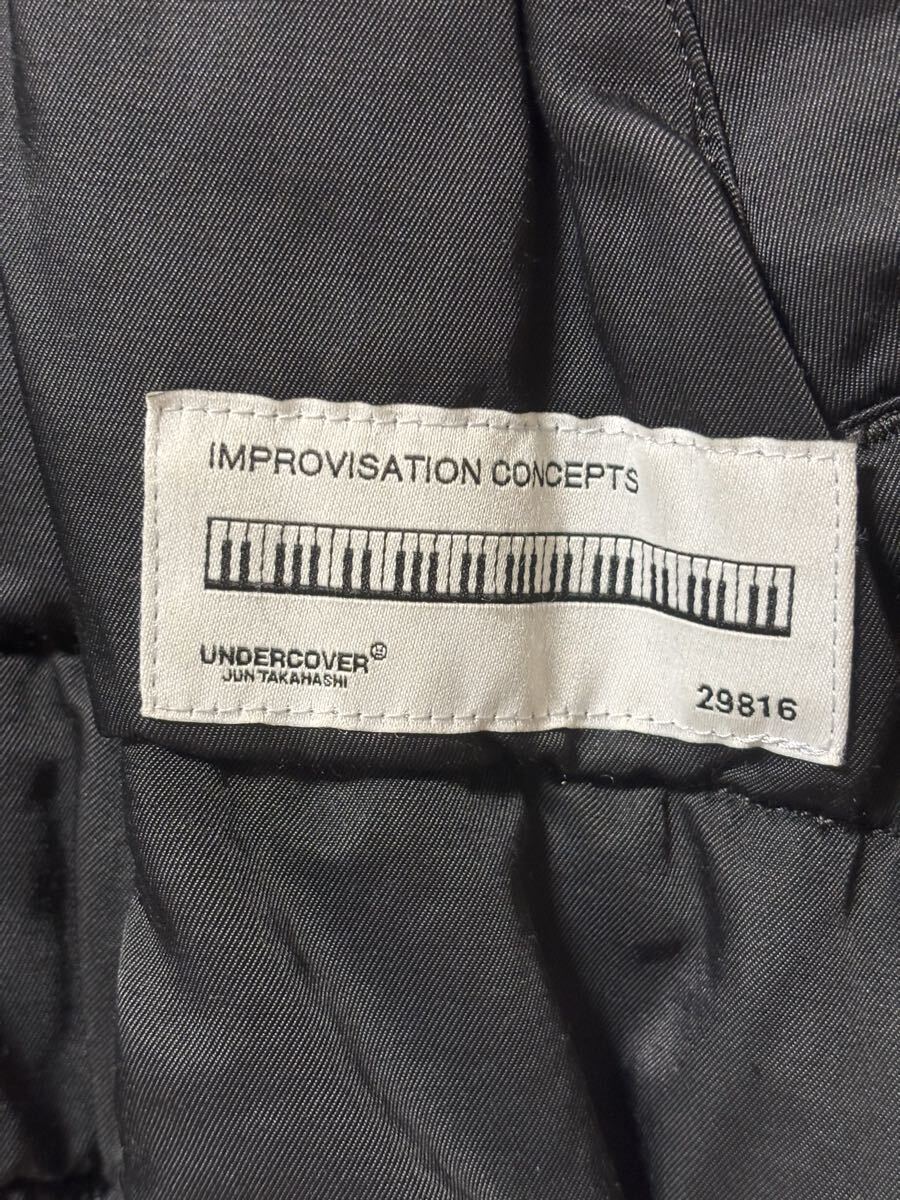 IMPROVISATION CONCEPTS
UNDERCOVER®
JUN TAKAHASHI
29816